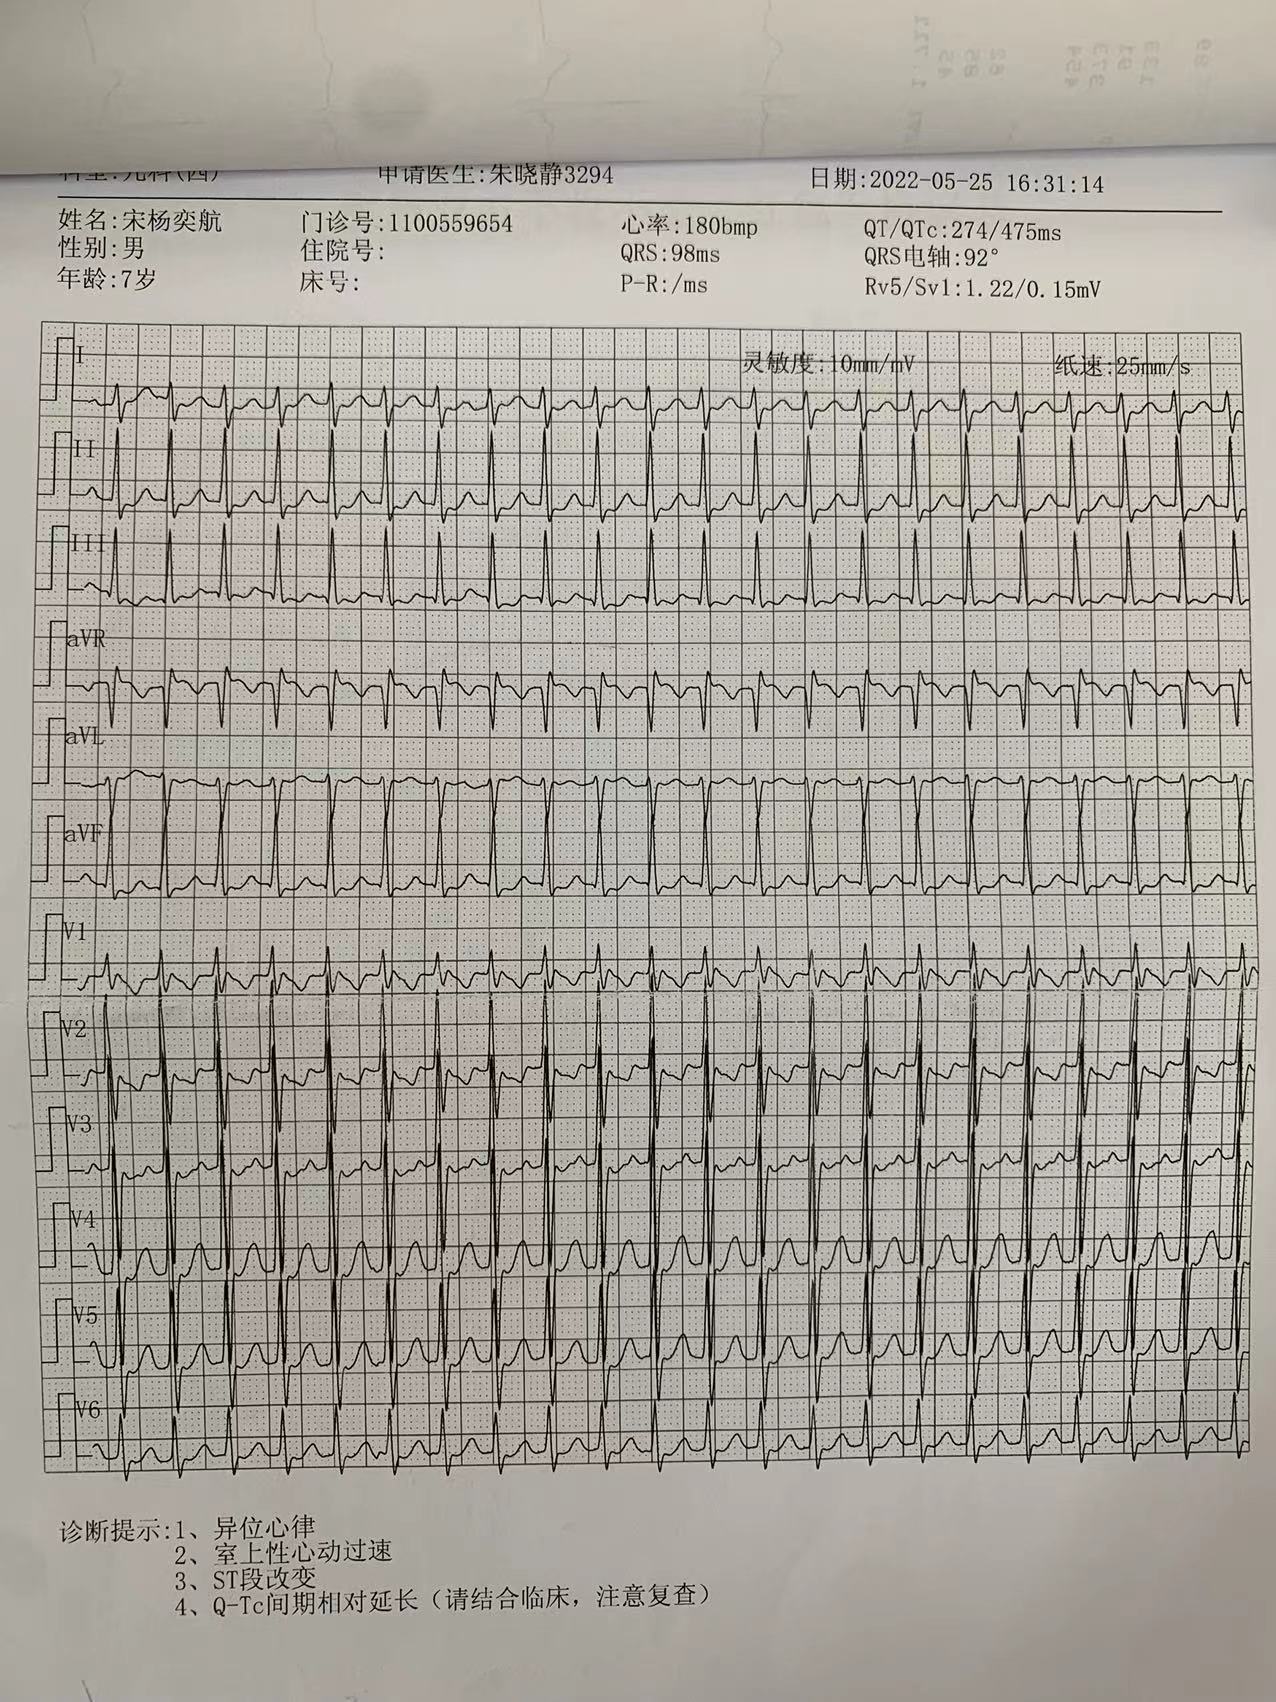 科室:儿科(四) 申请医生:朱晓静3294 日期:2022-05-25 16:31:14
姓名:宋杨奕航 门诊号:1100559654 心率:180bmp QT/QTc:274/475ms
性别:男 住院号: QRS:98ms QRS电轴:92°
年龄:7岁 床号: P-R:/ms Rv5/Sv1:1.22/0.15mV
I 灵敏度:10mm/mV 纸速:25mm/s
II
III
aVR
aVL
aVF
V1
V2
V3
V4
V5
V6
诊断提示:1、异位心律
2、室上性心动过速
3、ST段改变
4、Q-Tc间期相对延长(请结合临床，注意复查)